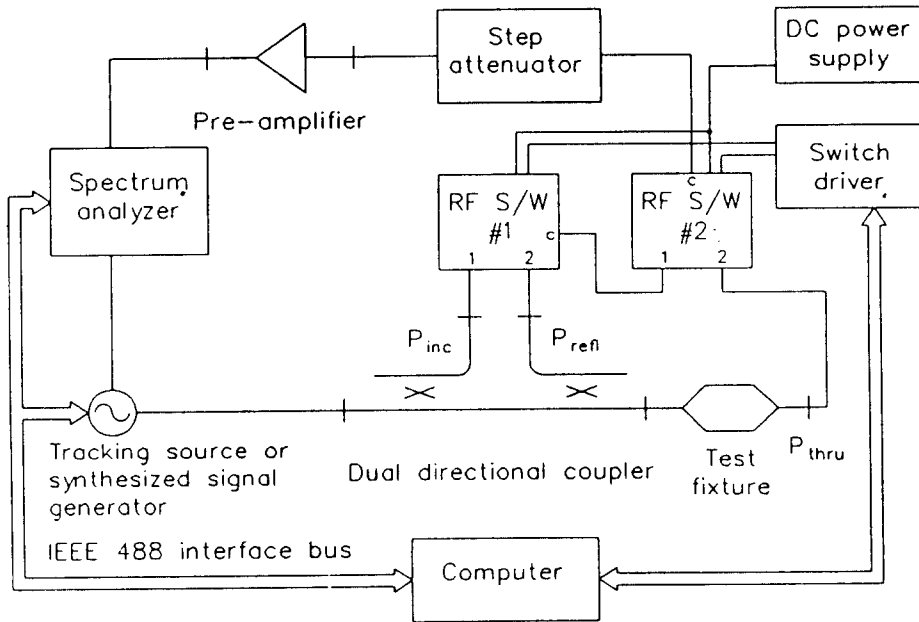 Step
attenuator
DC power
supply
Pre-amplifier
Spectrum
analyzer
Switch
driver
RF S/W
#1
c
1
2
c
RF S/W
#2
1
2
P_inc
P_refl
Tracking source or
synthesized signal
generator
Dual directional coupler
Test
fixture
P_thru
IEEE 488 interface bus
Computer